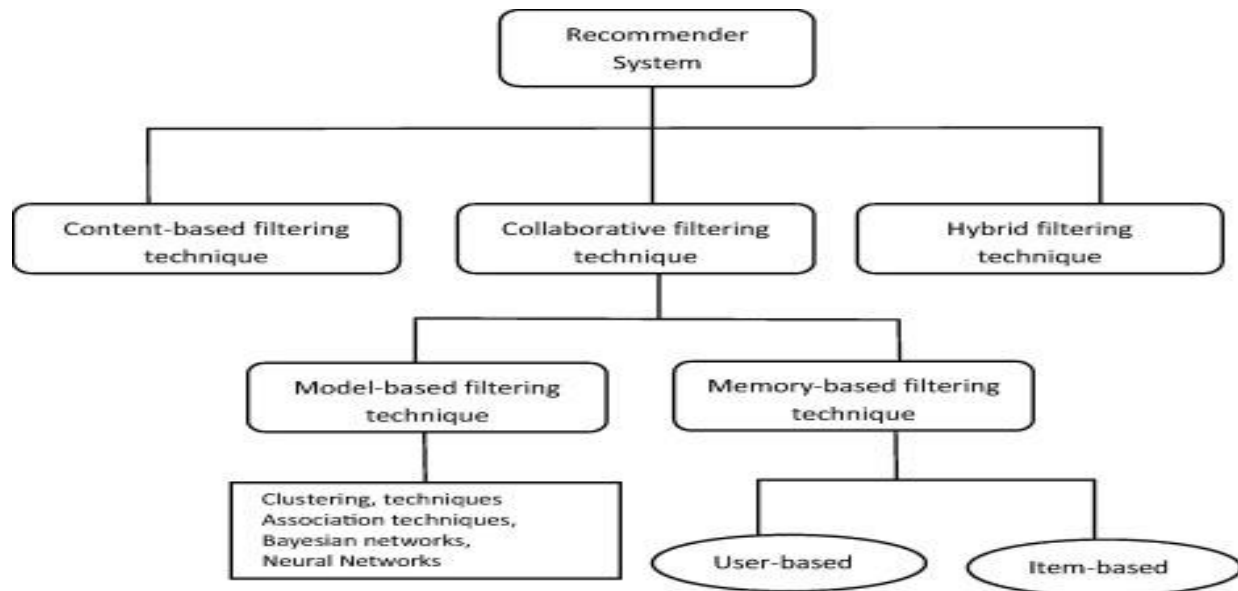 Recommender
System
Content-based filtering
technique
Collaborative filtering
technique
Hybrid filtering
technique
Model-based filtering
technique
Memory-based filtering
technique
Clustering, techniques
Association techniques,
Bayesian networks,
Neural Networks
User-based
Item-based